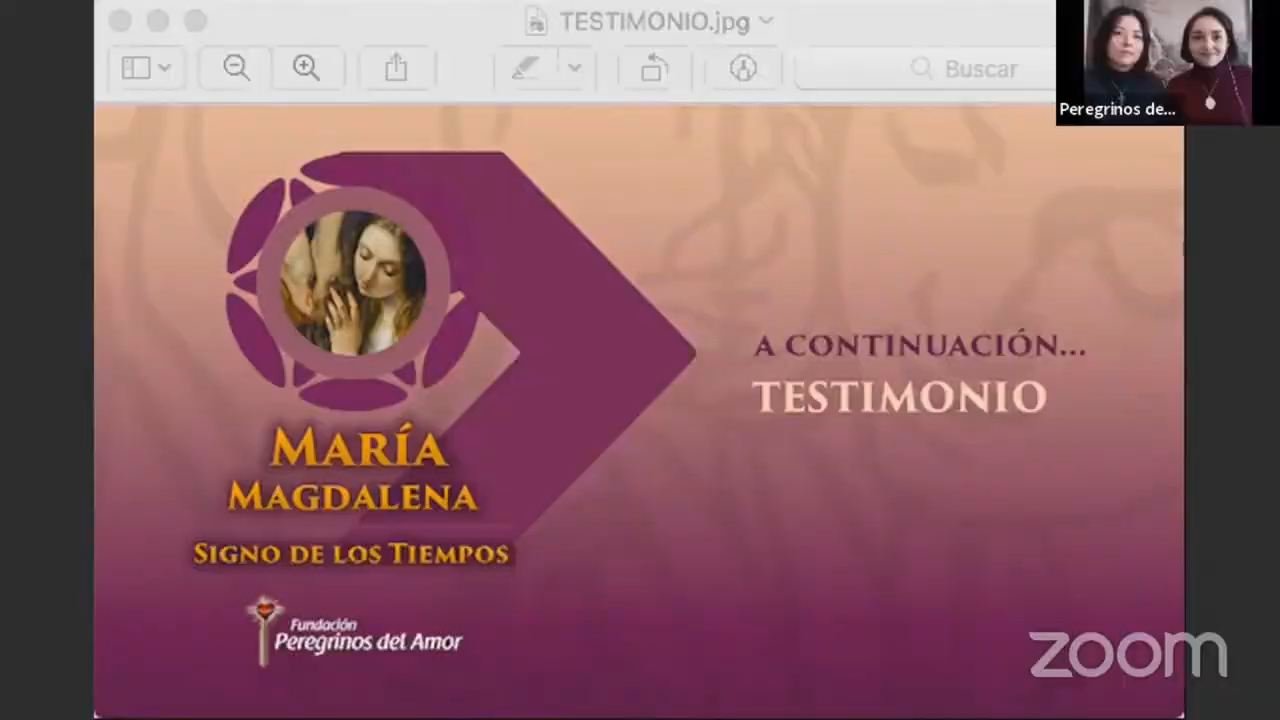 TESTIMONIO.jpg
Buscar
Peregrinos de...
A CONTINUACIÓN...
TESTIMONIO
MARÍA
MAGDALENA
SIGNO DE LOS TIEMPOS
Fundación
Peregrinos del Amor
zoom